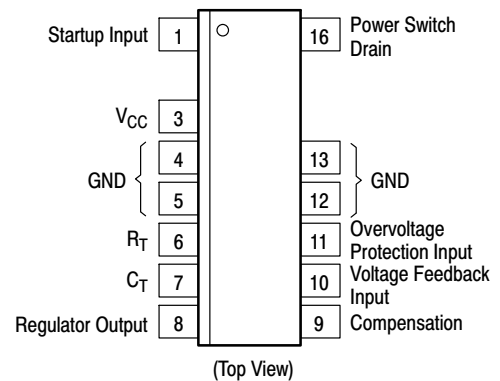 Startup Input 1
16 Power Switch
Drain
VCC 3
4
GND
5
13
GND
12
RT 6
11 Overvoltage
Protection Input
CT 7
10 Voltage Feedback
Input
Regulator Output 8
9 Compensation
(Top View)